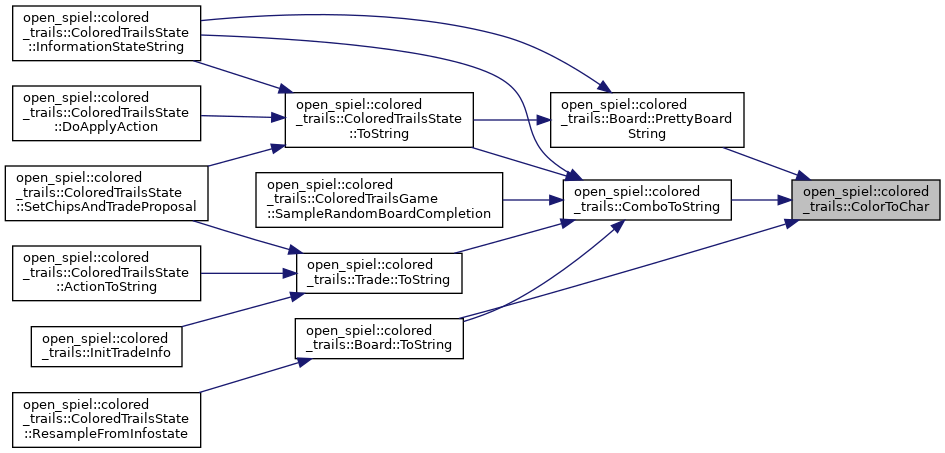 open_spiel::colored
_trails::ColoredTrailsState
::InformationStateString
open_spiel::colored
_trails::ColoredTrailsState
::DoApplyAction
open_spiel::colored
_trails::ColoredTrailsState
::SetChipsAndTradeProposal
open_spiel::colored
_trails::ColoredTrailsState
::ActionToString
open_spiel::colored
_trails::InitTradeInfo
open_spiel::colored
_trails::ColoredTrailsState
::ResampleFromInfostate
open_spiel::colored
_trails::ColoredTrailsState
::ToString
open_spiel::colored
_trails::ColoredTrailsGame
::SampleRandomBoardCompletion
open_spiel::colored
_trails::Trade::ToString
open_spiel::colored
_trails::Board::ToString
open_spiel::colored
_trails::Board::PrettyBoard
String
open_spiel::colored
_trails::ComboToString
open_spiel::colored
_trails::ColorToChar